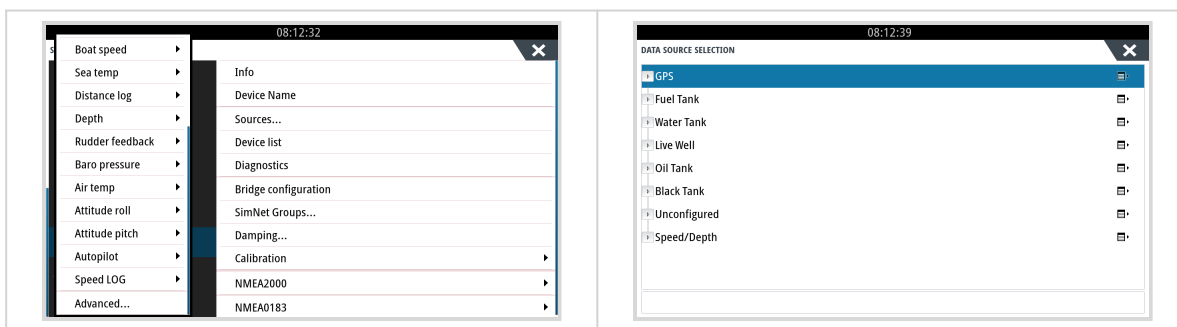 08:12:32
S
Boat speed
Sea temp
Distance log
Depth
Rudder feedback
Baro pressure
Air temp
Attitude roll
Attitude pitch
Autopilot
Speed LOG
Advanced...
Info
Device Name
Sources...
Device list
Diagnostics
Bridge configuration
SimNet Groups...
Damping...
Calibration
NMEA2000
NMEA0183
08:12:39
DATA SOURCE SELECTION
GPS
Fuel Tank
Water Tank
Live Well
Oil Tank
Black Tank
Unconfigured
Speed/Depth